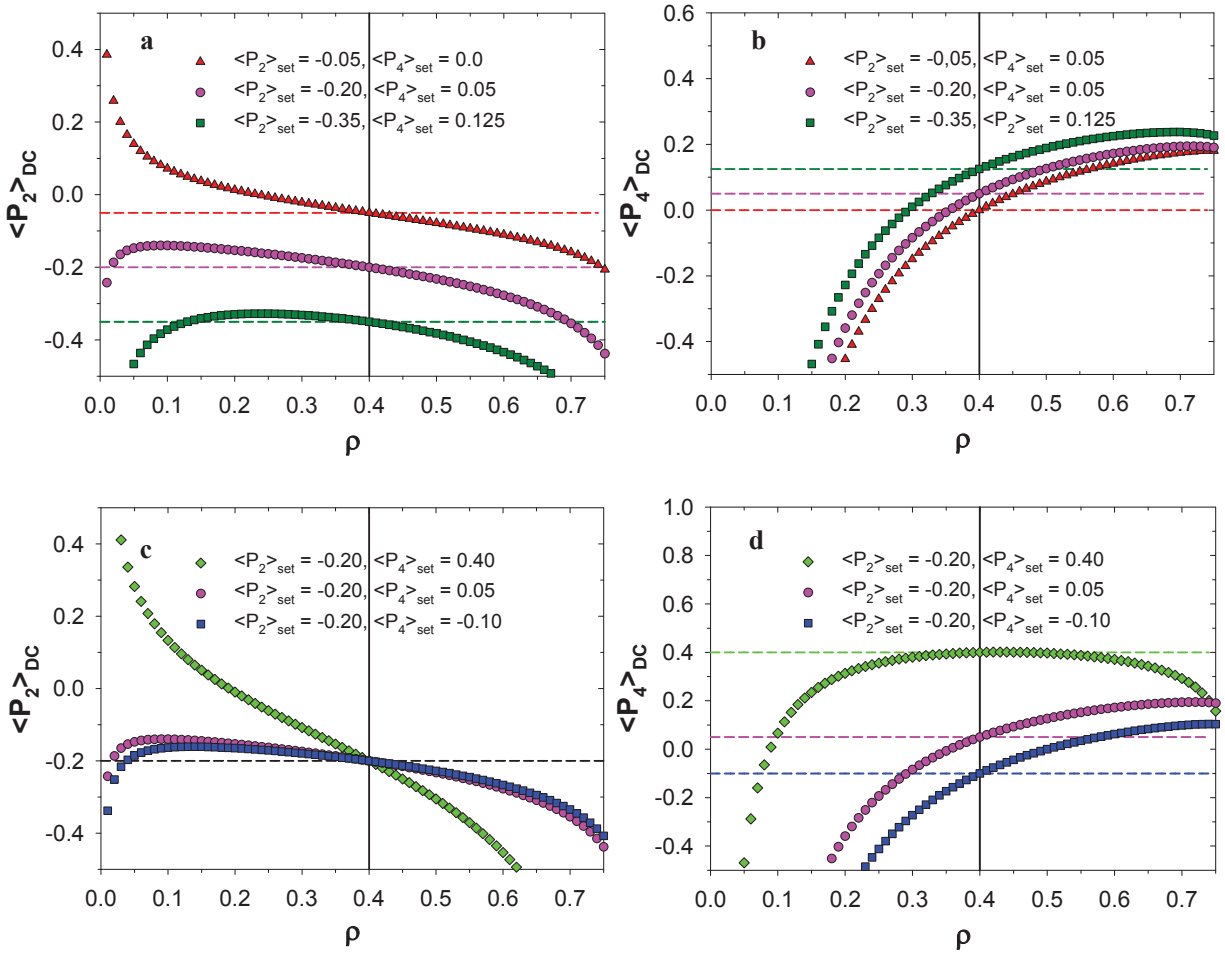 a
<P2>set = -0.05, <P4>set = 0.0
<P2>set = -0.20, <P4>set = 0.05
<P2>set = -0.35, <P4>set = 0.125
0.4
0.2
0.0
-0.2
-0.4
<P2>DC
0.0 0.1 0.2 0.3 0.4 0.5 0.6 0.7
ρ
b
<P2>set = -0,05, <P4>set = 0.05
<P2>set = -0.20, <P4>set = 0.05
<P2>set = -0.35, <P2>set = 0.125
0.6
0.4
0.2
0.0
-0.2
-0.4
<P4>DC
0.0 0.1 0.2 0.3 0.4 0.5 0.6 0.7
ρ
c
<P2>set = -0.20, <P4>set = 0.40
<P2>set = -0.20, <P4>set = 0.05
<P2>set = -0.20, <P4>set = -0.10
0.4
0.2
0.0
-0.2
-0.4
<P2>DC
0.0 0.1 0.2 0.3 0.4 0.5 0.6 0.7
ρ
d
<P2>set = -0.20, <P4>set = 0.40
<P2>set = -0.20, <P4>set = 0.05
<P2>set = -0.20, <P4>set = -0.10
1.0
0.8
0.6
0.4
0.2
0.0
-0.2
-0.4
<P4>DC
0.0 0.1 0.2 0.3 0.4 0.5 0.6 0.7
ρ